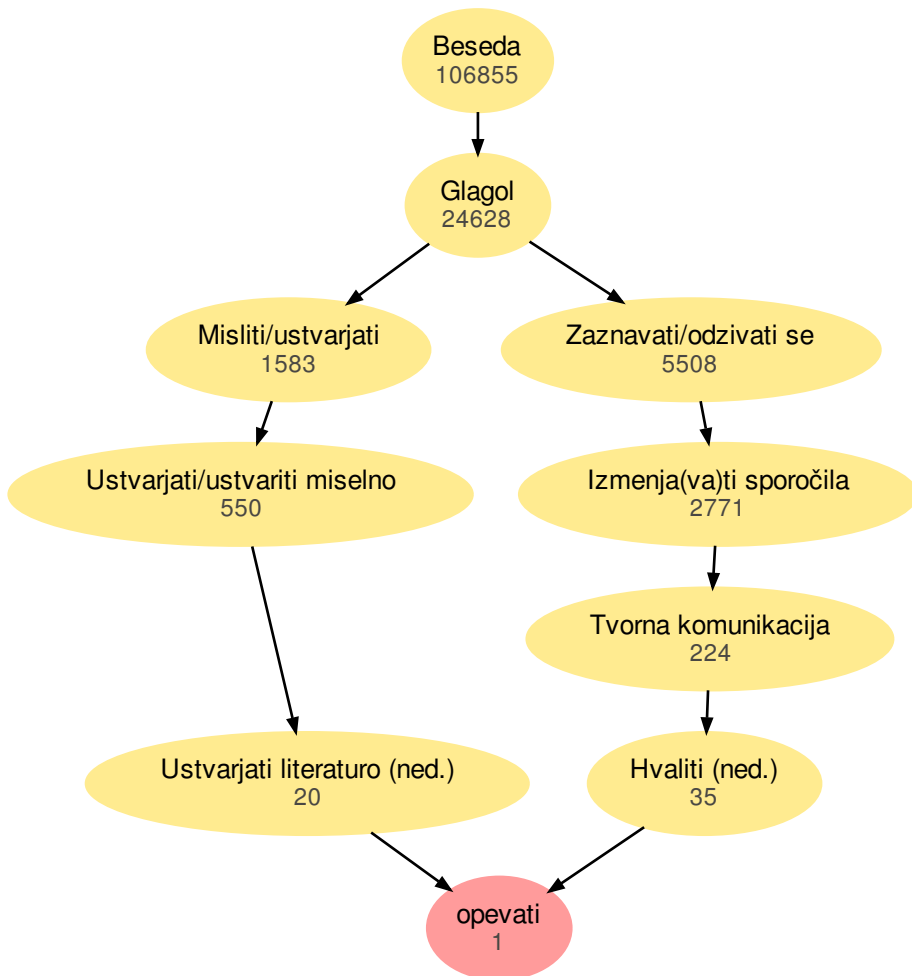 Beseda
106855
Glagol
24628
Misliti/ustvarjati
1583
Zaznavati/odzivati se
5508
Ustvarjati/ustvariti miselno
550
Izmenja(va)ti sporočila
2771
Tvorna komunikacija
224
Ustvarjati literaturo (ned.)
20
Hvaliti (ned.)
35
opevati
1